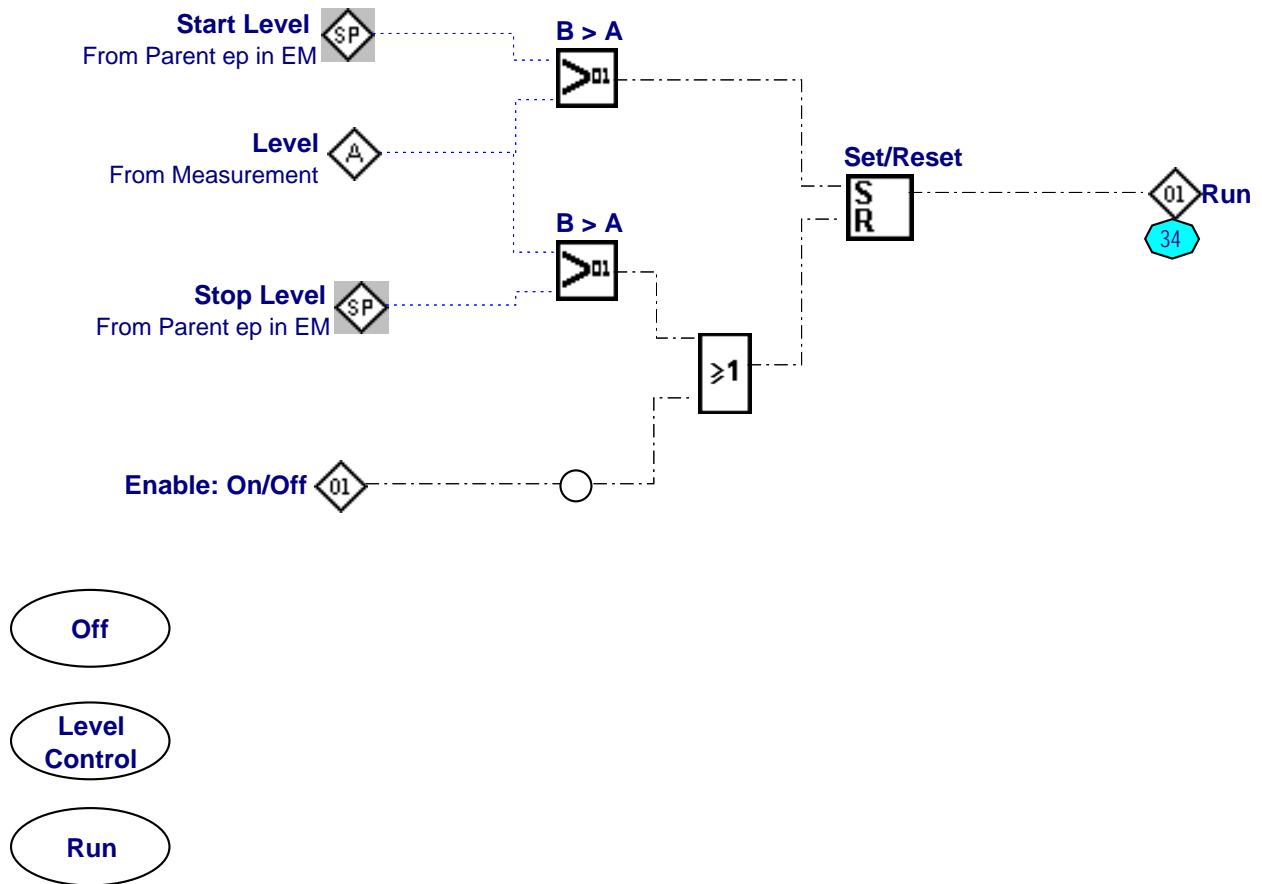 Start Level
SP
From Parent ep in EM
B > A
>01
Level
A
From Measurement
Set/Reset
S
R
01
Run
34
B > A
>01
Stop Level
SP
From Parent ep in EM
≥1
Enable: On/Off
01
Off
Level
Control
Run